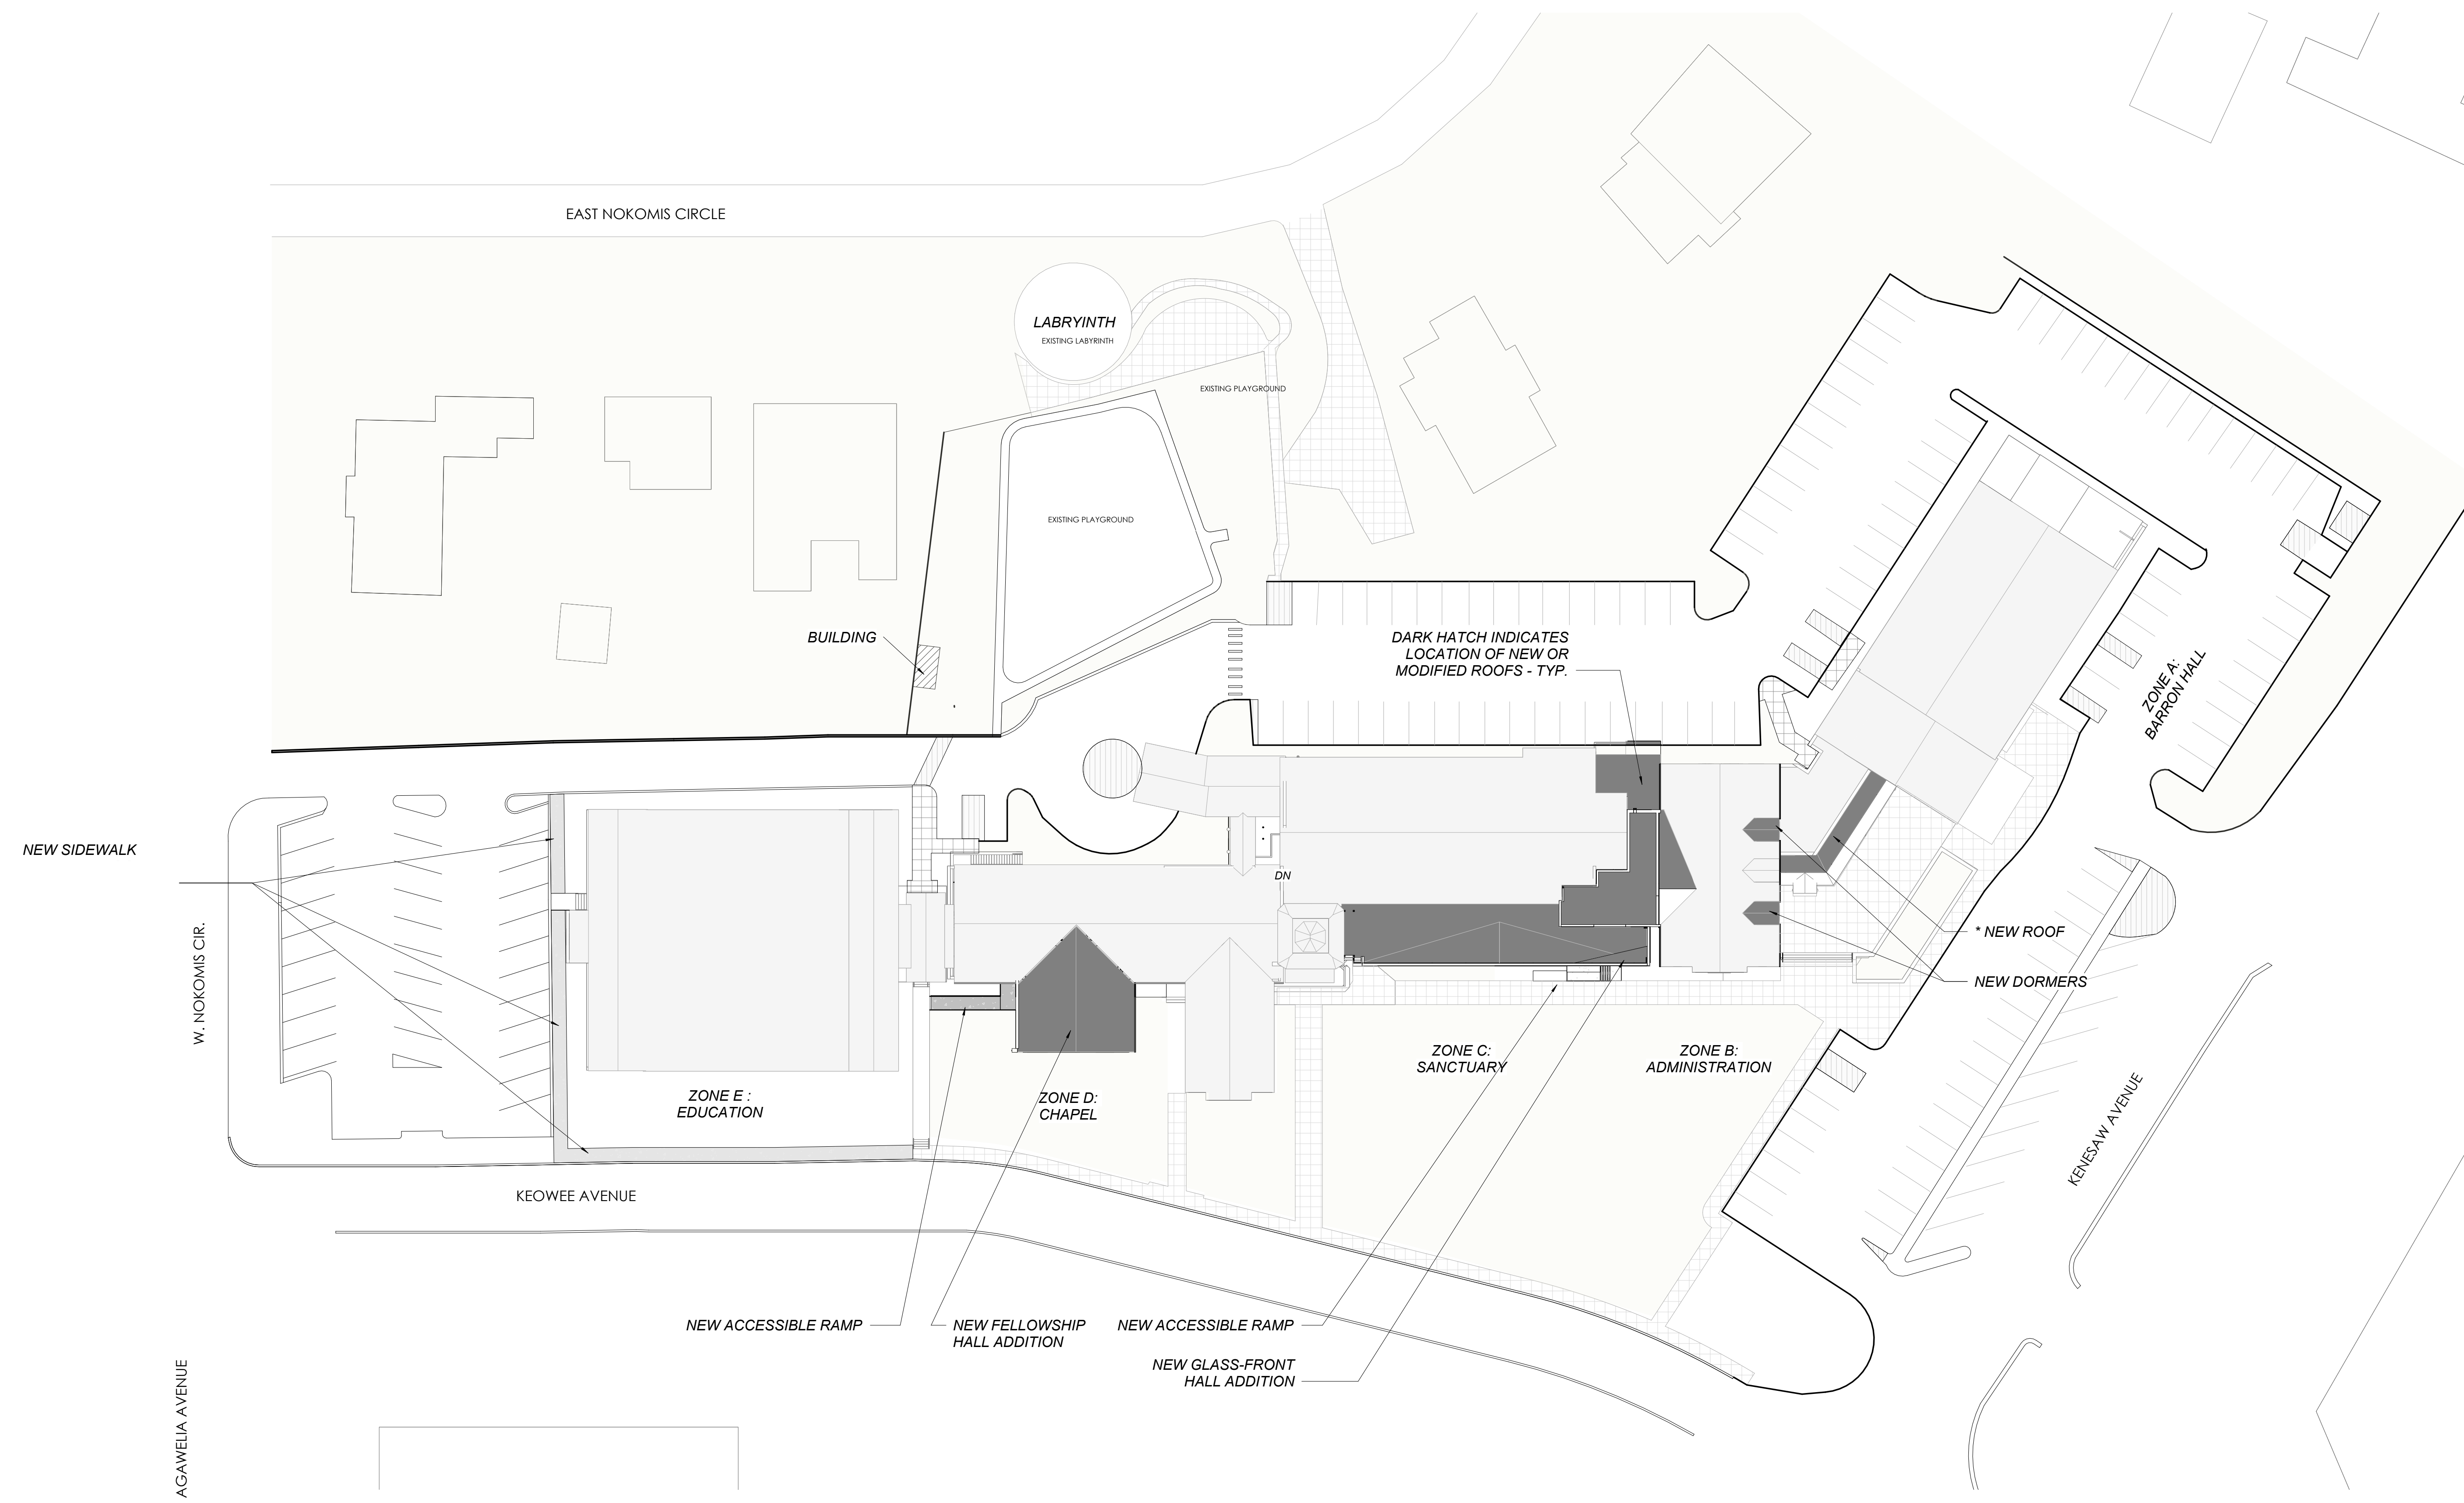 EAST NOKOMIS CIRCLE
LABRYINTH
EXISTING LABYRINTH
EXISTING PLAYGROUND
EXISTING PLAYGROUND
BUILDING
DARK HATCH INDICATES
LOCATION OF NEW OR
MODIFIED ROOFS - TYP.
ZONE A:
BARRON HALL
NEW SIDEWALK
DN
W. NOKOMIS CIR.
* NEW ROOF
NEW DORMERS
ZONE C:
SANCTUARY
ZONE B:
ADMINISTRATION
ZONE E :
EDUCATION
ZONE D:
CHAPEL
KENESAW AVENUE
KEOWEE AVENUE
NEW ACCESSIBLE RAMP
NEW FELLOWSHIP
HALL ADDITION
NEW ACCESSIBLE RAMP
NEW GLASS-FRONT
HALL ADDITION
AGAWELIA AVENUE